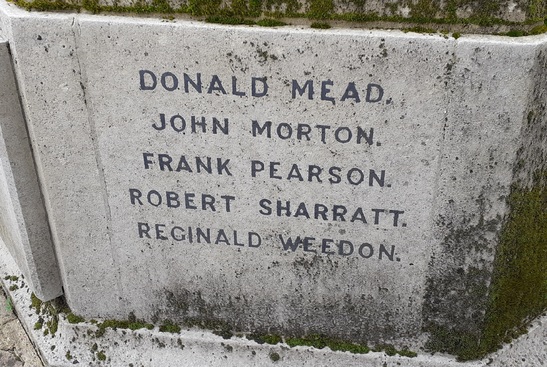 DONALD MEAD.
JOHN MORTON.
FRANK PEARSON.
ROBERT SHARRATT.
REGINALD WEEDON.